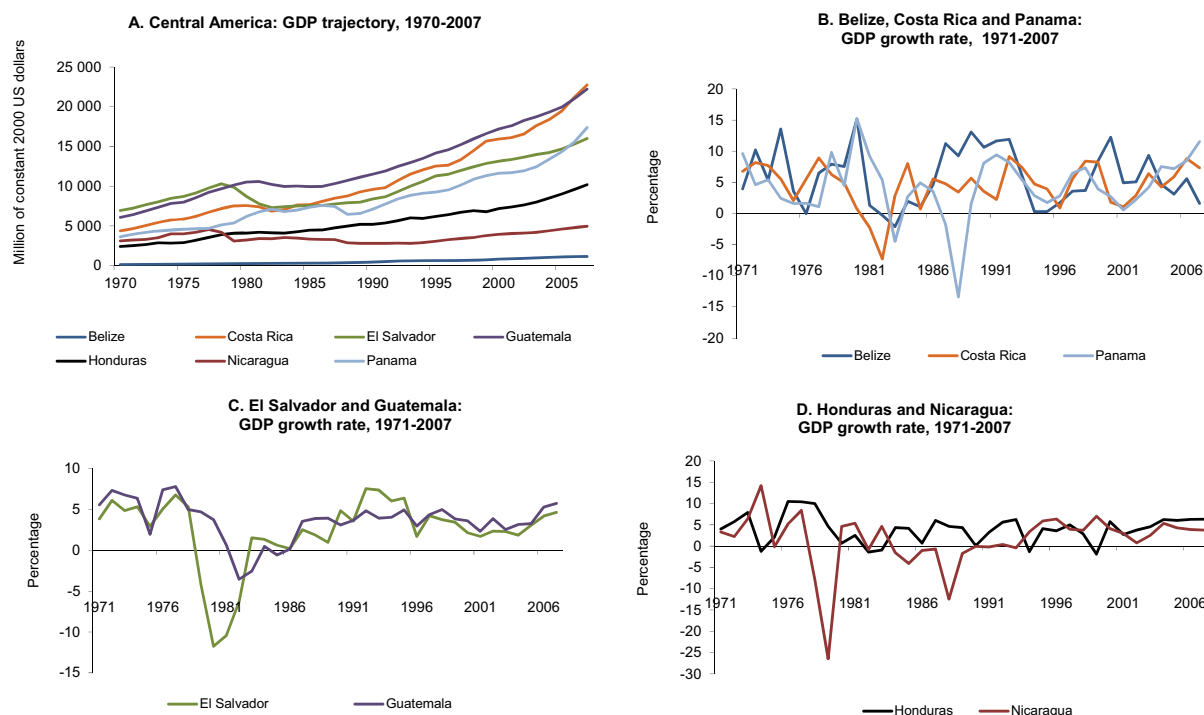 A. Central America: GDP trajectory, 1970-2007
Million of constant 2000 US dollars
25 000
20 000
15 000
10 000
5 000
0
1970 1975 1980 1985 1990 1995 2000 2005
Belize Costa Rica El Salvador Guatemala
Honduras Nicaragua Panama
B. Belize, Costa Rica and Panama:
GDP growth rate, 1971-2007
Percentage
20
15
10
5
0
1971 1976 1981 1986 1991 1996 2001 2006
-5
-10
-15
-20
Belize Costa Rica Panama
C. El Salvador and Guatemala:
GDP growth rate, 1971-2007
Percentage
10
5
0
1971 1976 1981 1986 1991 1996 2001 2006
-5
-10
-15
El Salvador Guatemala
D. Honduras and Nicaragua:
GDP growth rate, 1971-2007
Percentage
20
15
10
5
0
-5
1971 1976 1981 1986 1991 1996 2001 2006
-10
-15
-20
-25
-30
Honduras Nicaragua